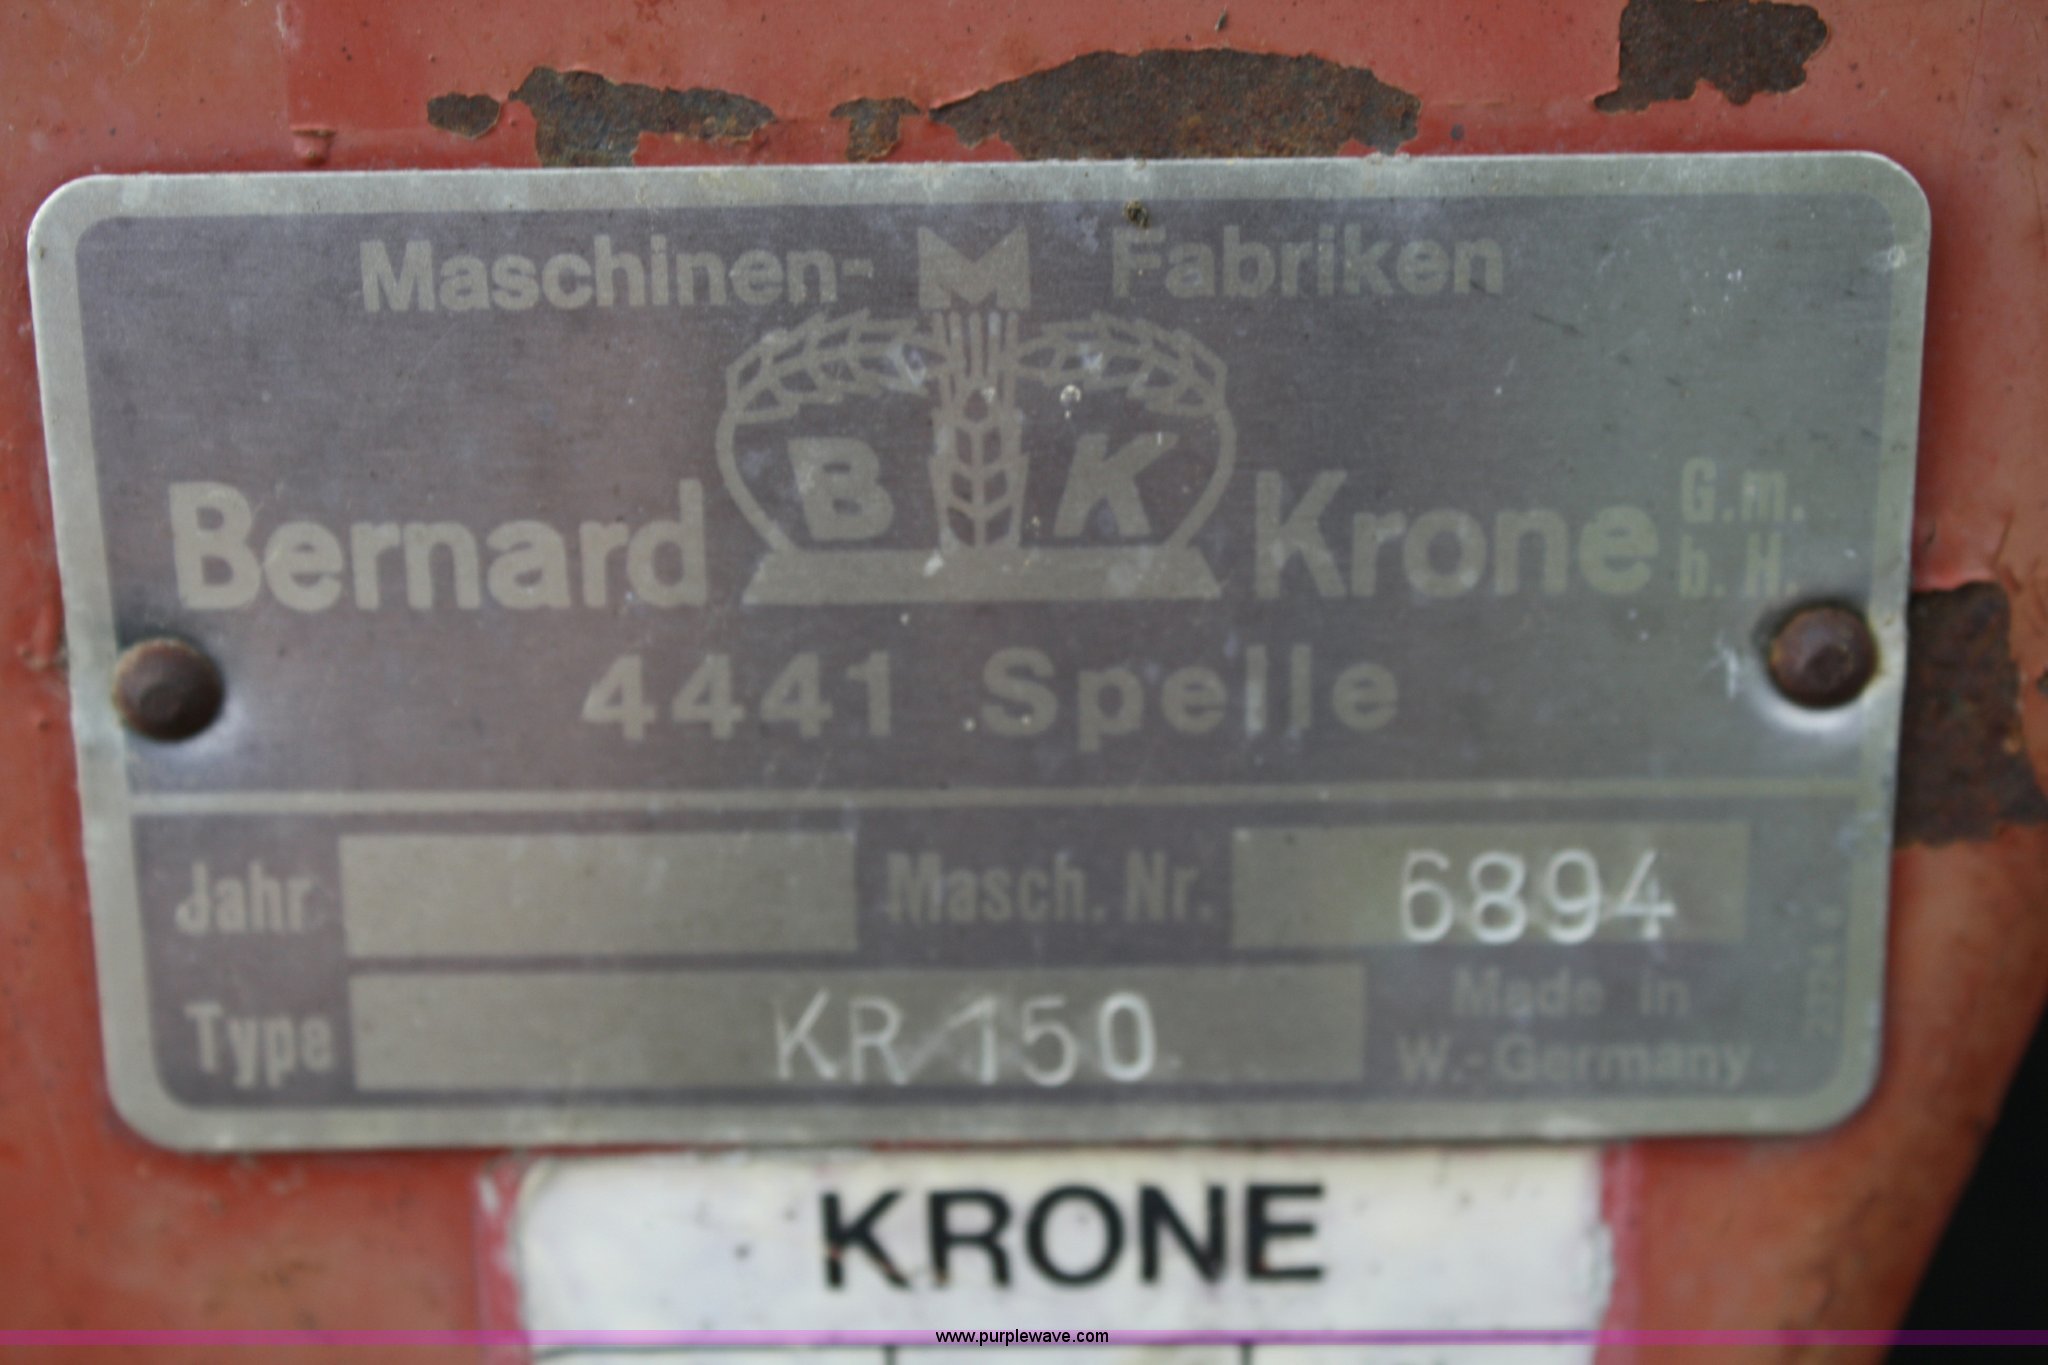 Maschinen- M Fabriken
Bernard B K Krone G.m.b.H.
4441 Spelle
Jahr Masch. Nr. 6894
Type KR 150
Made in
W.-Germany
KRONE
www.purplewave.com